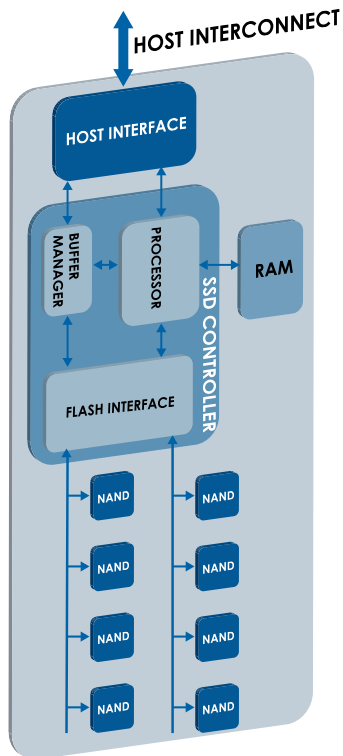 HOST INTERCONNECT
HOST INTERFACE
BUFFER
MANAGER
PROCESSOR
RAM
SSD CONTROLLER
FLASH INTERFACE
NAND
NAND
NAND
NAND
NAND
NAND
NAND
NAND